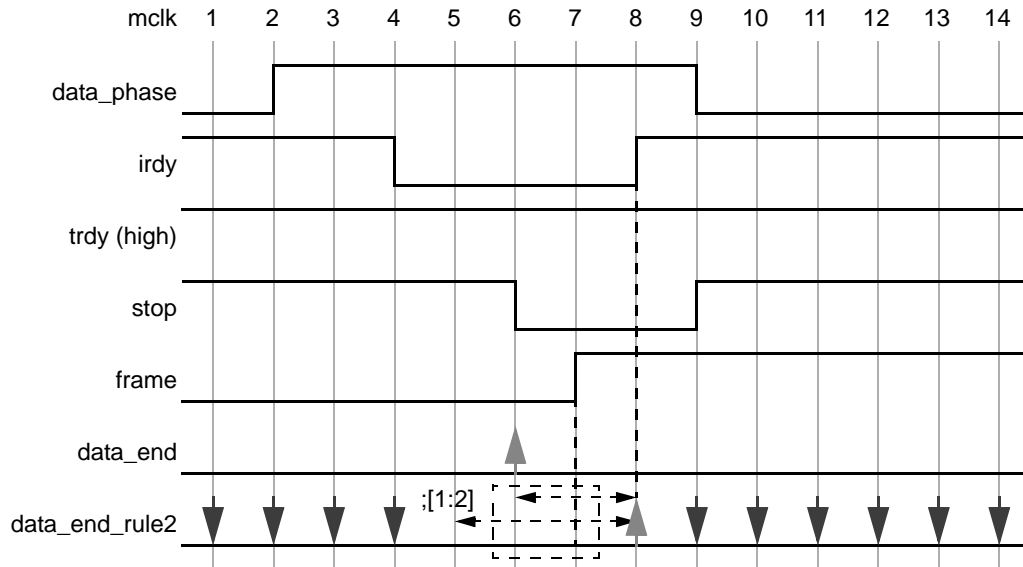 mclk 1 2 3 4 5 6 7 8 9 10 11 12 13 14
data_phase
irdy
trdy (high)
stop
frame
data_end
;[1:2]
data_end_rule2